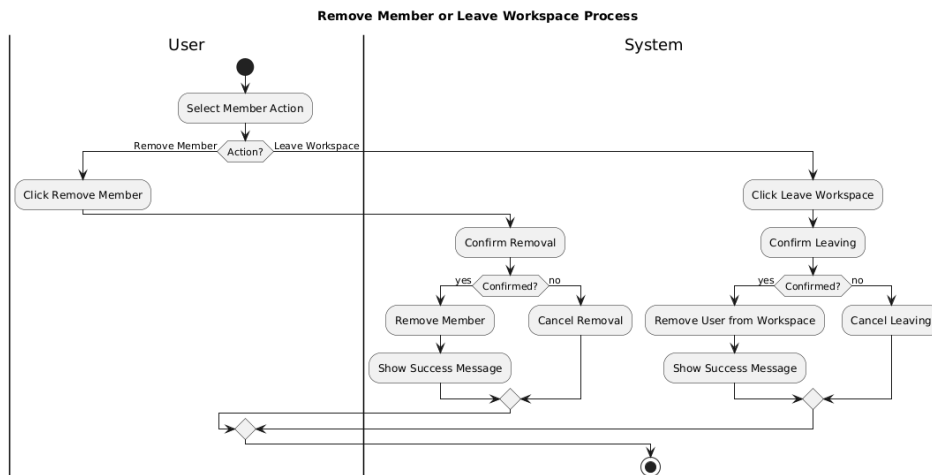 Remove Member or Leave Workspace Process
User
System
Select Member Action
Remove Member
Action?
Leave Workspace
Click Remove Member
Click Leave Workspace
Confirm Removal
Confirm Leaving
yes
Confirmed?
no
yes
Confirmed?
no
Remove Member
Cancel Removal
Remove User from Workspace
Cancel Leaving
Show Success Message
Show Success Message